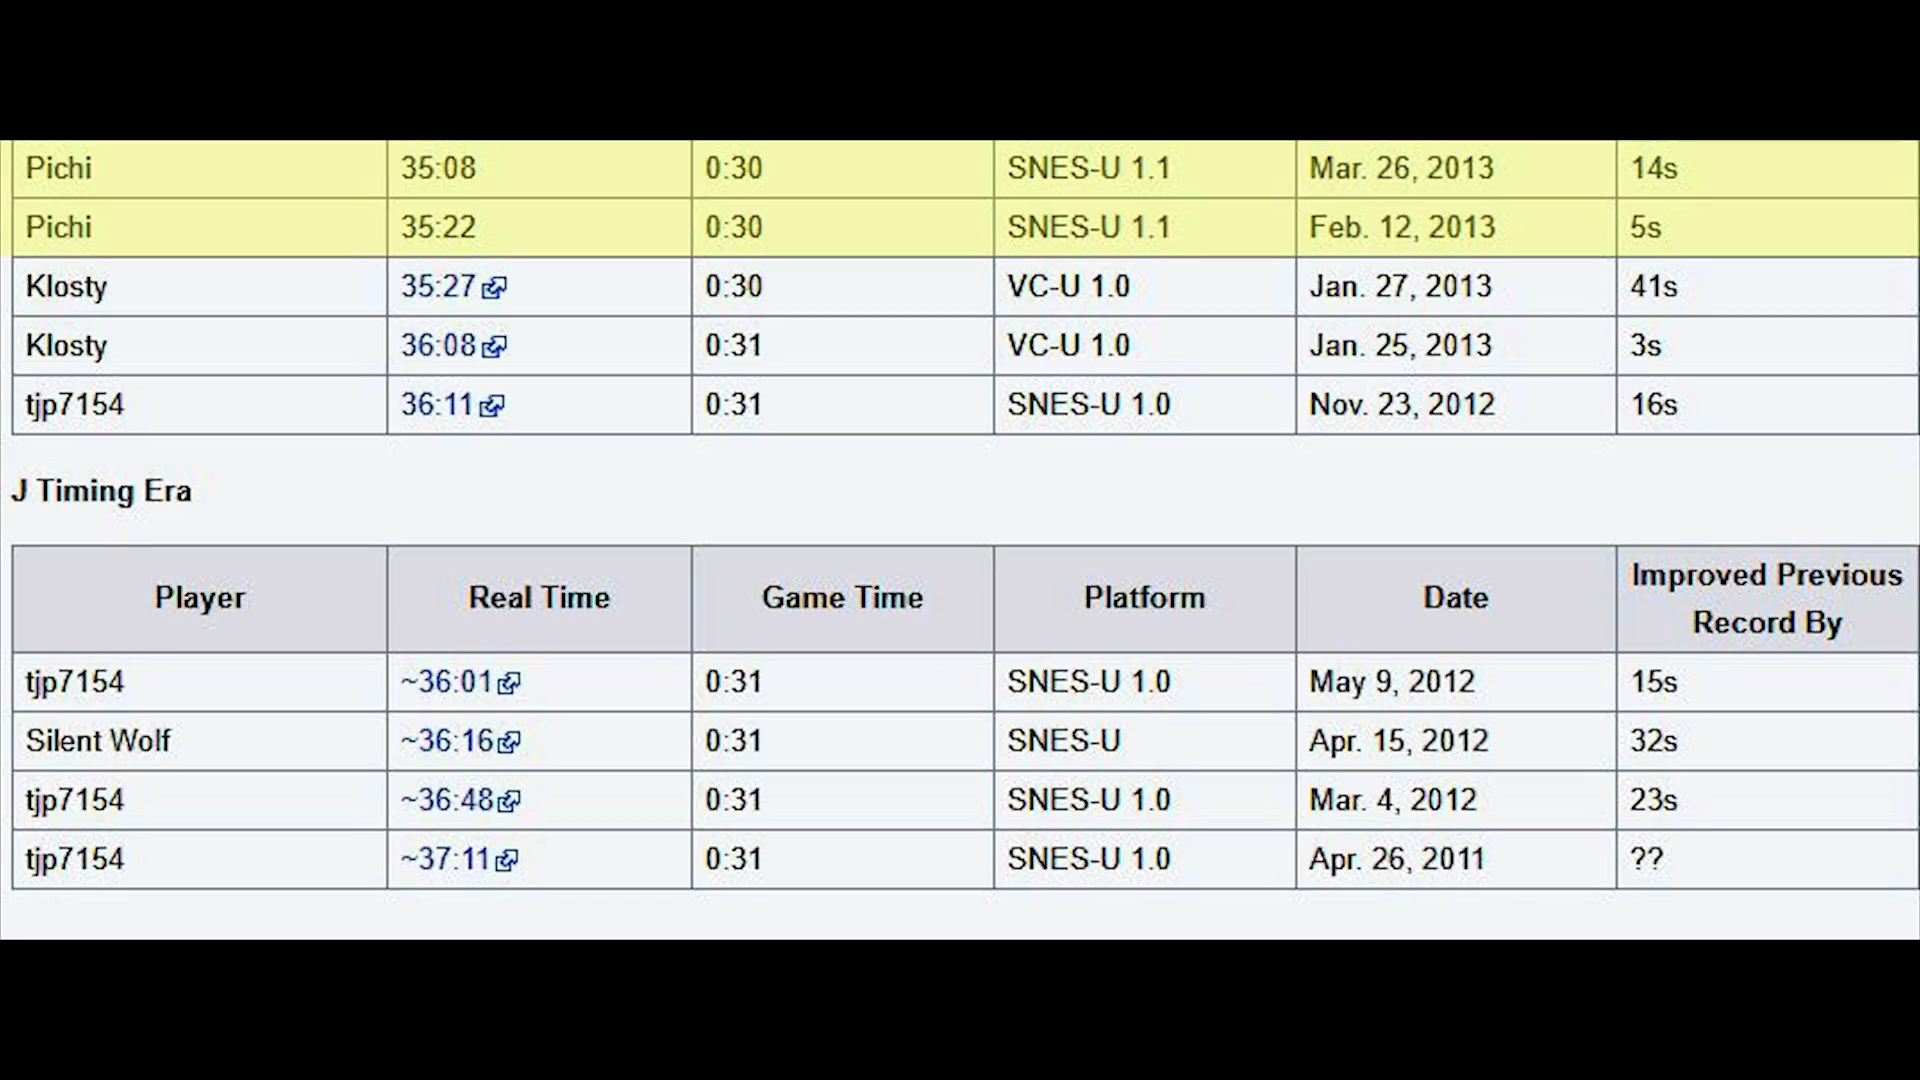 Pichi 35:08 0:30 SNES-U 1.1 Mar. 26, 2013 14s
Pichi 35:22 0:30 SNES-U 1.1 Feb. 12, 2013 5s
Klosty 35:27 0:30 VC-U 1.0 Jan. 27, 2013 41s
Klosty 36:08 0:31 VC-U 1.0 Jan. 25, 2013 3s
tjp7154 36:11 0:31 SNES-U 1.0 Nov. 23, 2012 16s
J Timing Era
Player Real Time Game Time Platform Date Improved Previous
Record By
tjp7154 ~36:01 0:31 SNES-U 1.0 May 9, 2012 15s
Silent Wolf ~36:16 0:31 SNES-U Apr. 15, 2012 32s
tjp7154 ~36:48 0:31 SNES-U 1.0 Mar. 4, 2012 23s
tjp7154 ~37:11 0:31 SNES-U 1.0 Apr. 26, 2011 ??